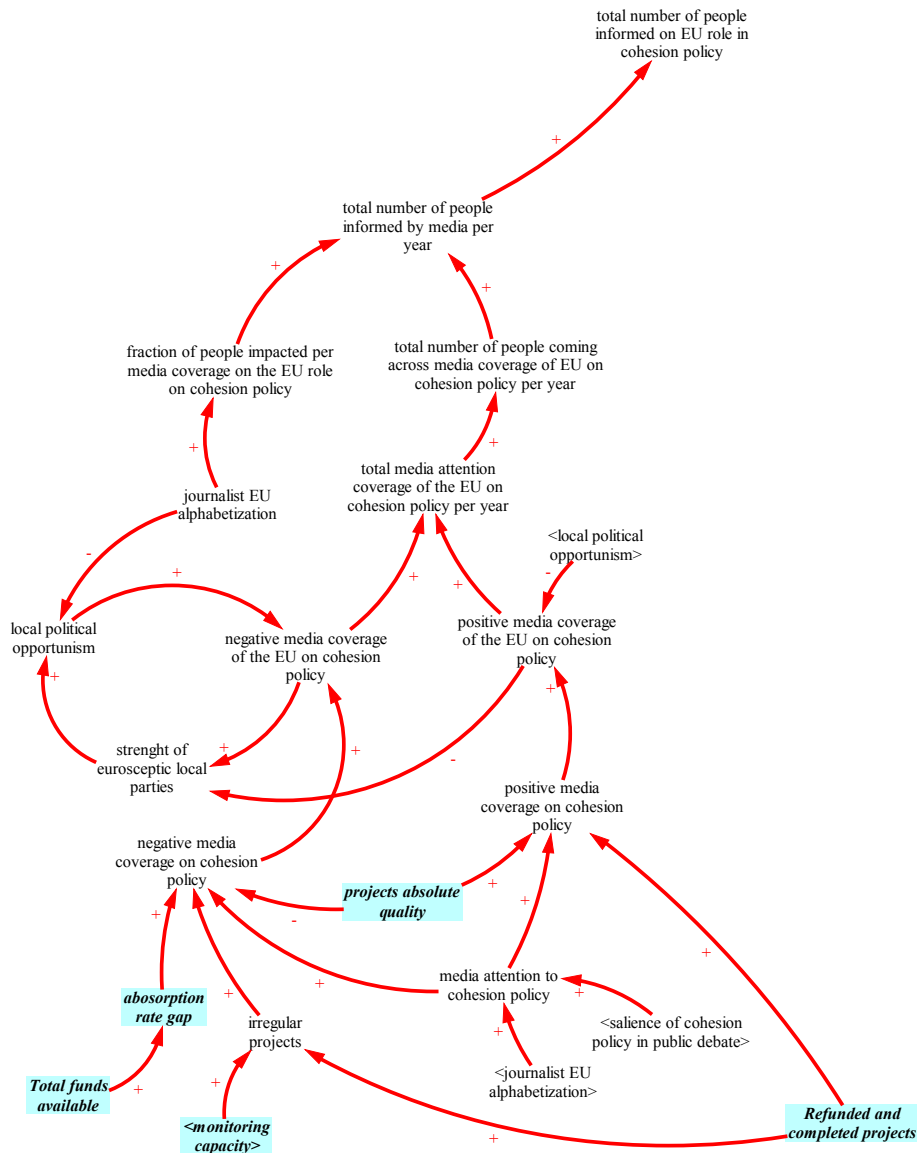 total number of people
informed on EU role in
cohesion policy
+
total number of people
informed by media per
year
+
+
fraction of people impacted per
media coverage on the EU role
on cohesion policy
total number of people coming
across media coverage of EU on
cohesion policy per year
+
+
journalist EU
alphabetization
total media attention
coverage of the EU on
cohesion policy per year
<local political
opportunism>
-
+
-
+
+
local political
opportunism
negative media coverage
of the EU on cohesion
policy
positive media coverage
of the EU on cohesion
policy
+
+
+
-
+
strenght of
eurosceptic local
parties
positive media
coverage on cohesion
policy
negative media
coverage on cohesion
policy
projects absolute
quality
+
-
+
+
+
+
+
abosorption
rate gap
irregular
projects
media attention to
cohesion policy
+
<salience of cohesion
policy in public debate>
+
<journalist EU
alphabetization>
Total funds
available
+
+
<monitoring
capacity>
+
Refunded and
completed projects